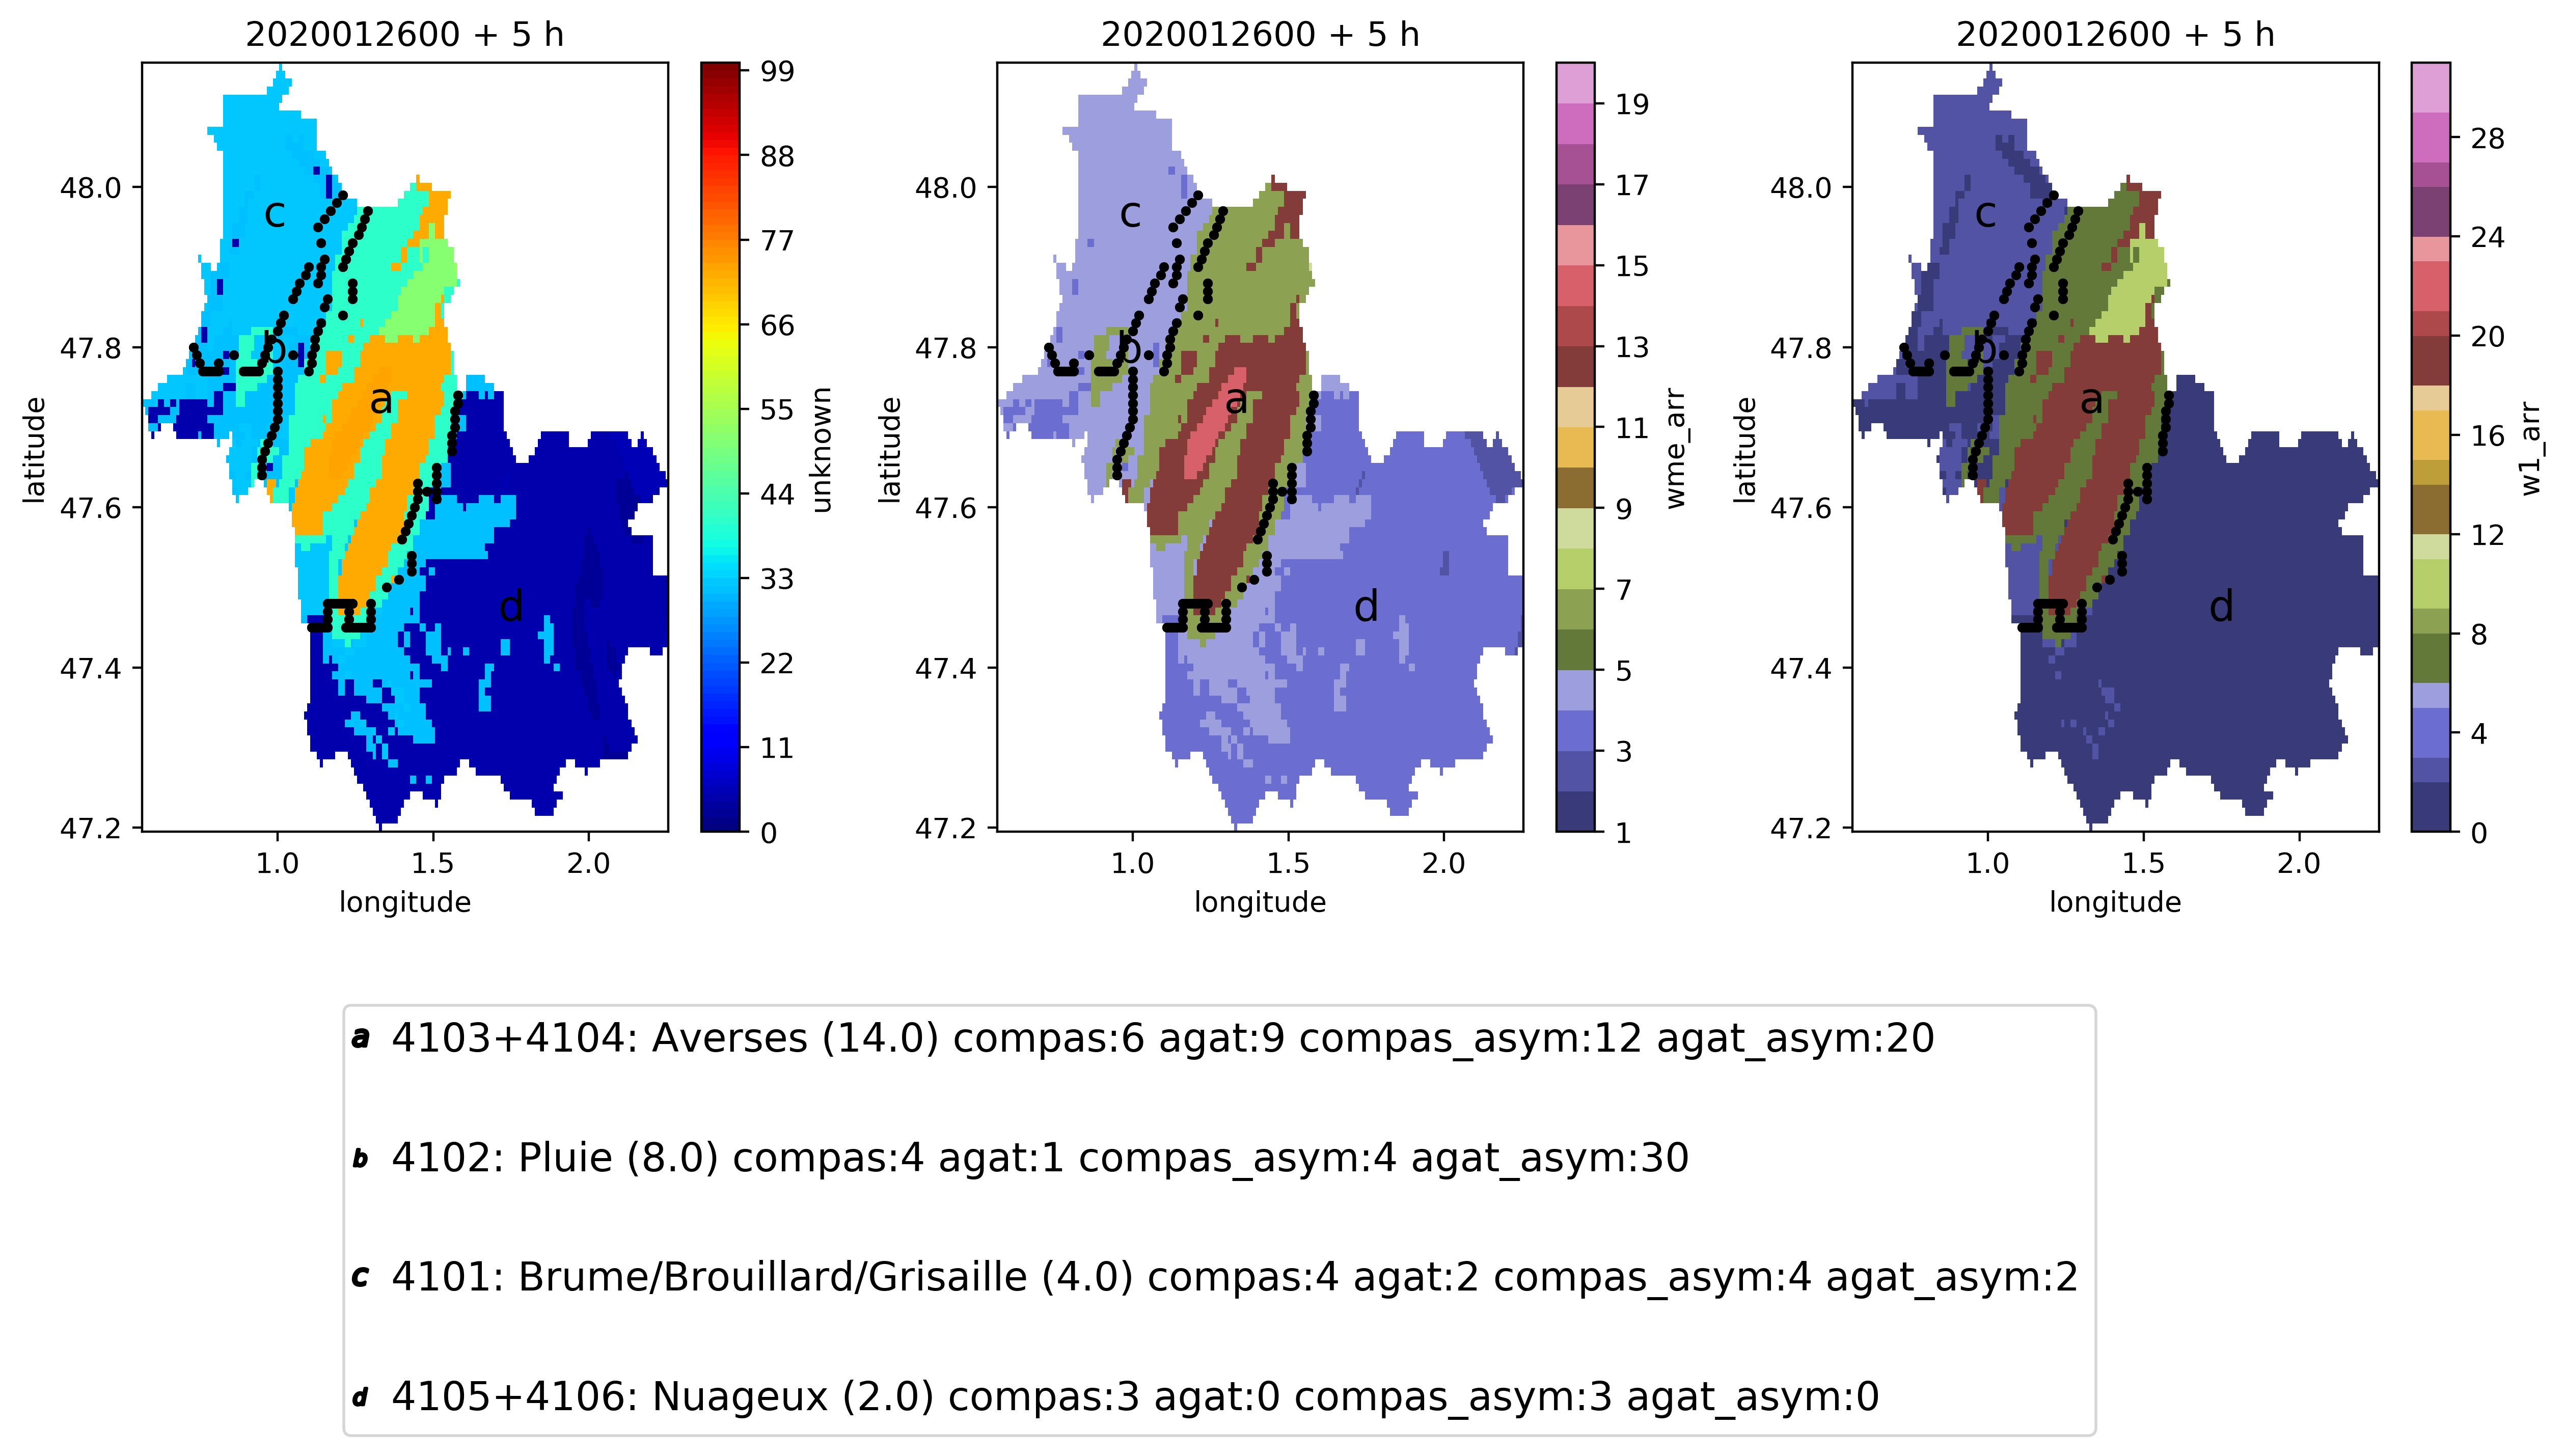 2020012600 + 5 h
48.0
47.8
47.6
47.4
47.2
latitude
1.0 1.5 2.0
longitude
c
b
a
d
99
88
77
66
55
44
33
22
11
0
unknown
2020012600 + 5 h
48.0
47.8
47.6
47.4
47.2
latitude
1.0 1.5 2.0
longitude
c
b
a
d
19
17
15
13
11
9
7
5
3
1
wme_arr
2020012600 + 5 h
48.0
47.8
47.6
47.4
47.2
latitude
1.0 1.5 2.0
longitude
c
b
a
d
28
24
20
16
12
8
4
0
w1_arr
a 4103+4104: Averses (14.0) compas:6 agat:9 compas_asym:12 agat_asym:20
b 4102: Pluie (8.0) compas:4 agat:1 compas_asym:4 agat_asym:30
c 4101: Brume/Brouillard/Grisaille (4.0) compas:4 agat:2 compas_asym:4 agat_asym:2
d 4105+4106: Nuageux (2.0) compas:3 agat:0 compas_asym:3 agat_asym:0